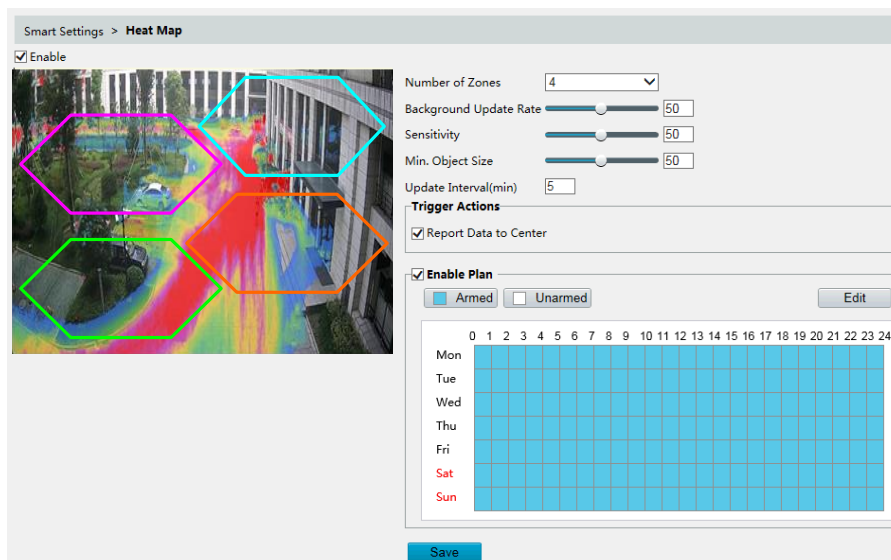 Smart Settings > Heat Map
Enable
Number of Zones 4
Background Update Rate 50
Sensitivity 50
Min. Object Size 50
Update Interval(min) 5
Trigger Actions
Report Data to Center
Enable Plan
Armed Unarmed Edit
0 1 2 3 4 5 6 7 8 9 10 11 12 13 14 15 16 17 18 19 20 21 22 23 24
Mon
Tue
Wed
Thu
Fri
Sat
Sun
Save